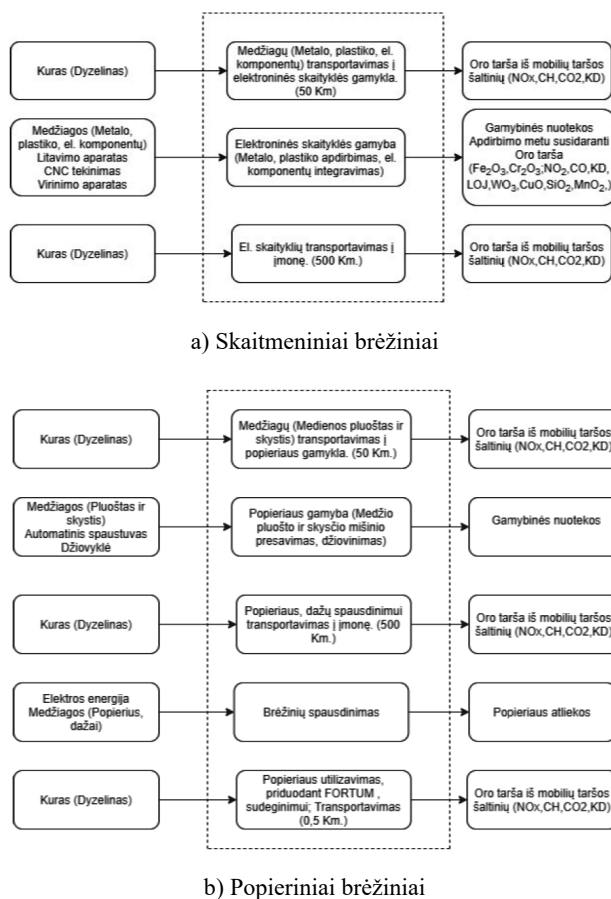 Kuras (Dyzelinas)
Medžiagų (Metalo, plastiko, el.
komponentų) transportavimas į
elektroninės skaityklės gamykla.
(50 Km)
Oro tarša iš mobilių taršos
šaltinių (NOx,CH,CO2,KD)
Medžiagos (Metalo,
plastiko, el. komponentų)
Litavimo aparatas
CNC tekinimas
Virinimo aparatas
Elektroninės skaityklės gamyba
(Metalo, plastiko apdirbimas, el.
komponentų integravimas)
Gamybinės nuotekos
Apdirbimo metu susidaranti
Oro tarša
(Fe₂O₃,Cr₂O₃;NO₂,CO,KD,
LOJ,WO₃,CuO,SiO₂,MnO₂,)
Kuras (Dyzelinas)
El. skaityklių transportavimas į
įmonę. (500 Km.)
Oro tarša iš mobilių taršos
šaltinių (NOx,CH,CO2,KD)
a) Skaitmeniniai brėžiniai
Kuras (Dyzelinas)
Medžiagų (Medienos pluoštas ir
skystis) transportavimas į
popieriaus gamykla. (50 Km.)
Oro tarša iš mobilių taršos
šaltinių (NOx,CH,CO2,KD)
Medžiagos (Pluoštas ir
skystis)
Automatinis spaustuvas
Džiovyklė
Popieriaus gamyba (Medžio
pluošto ir skysčio mišinio
presavimas, džiovinimas)
Gamybinės nuotekos
Kuras (Dyzelinas)
Popieriaus, dažų spausdinimui
transportavimas į įmonę. (500
Km.)
Oro tarša iš mobilių taršos
šaltinių (NOx,CH,CO2,KD)
Elektros energija
Medžiagos (Popierius,
dažai)
Brėžinių spausdinimas
Popieriaus atliekos
Kuras (Dyzelinas)
Popieriaus utilizavimas,
priduodant FORTUM ,
sudeginimui; Transportavimas
(0,5 Km.)
Oro tarša iš mobilių taršos
šaltinių (NOx,CH,CO2,KD)
b) Popieriniai brėžiniai